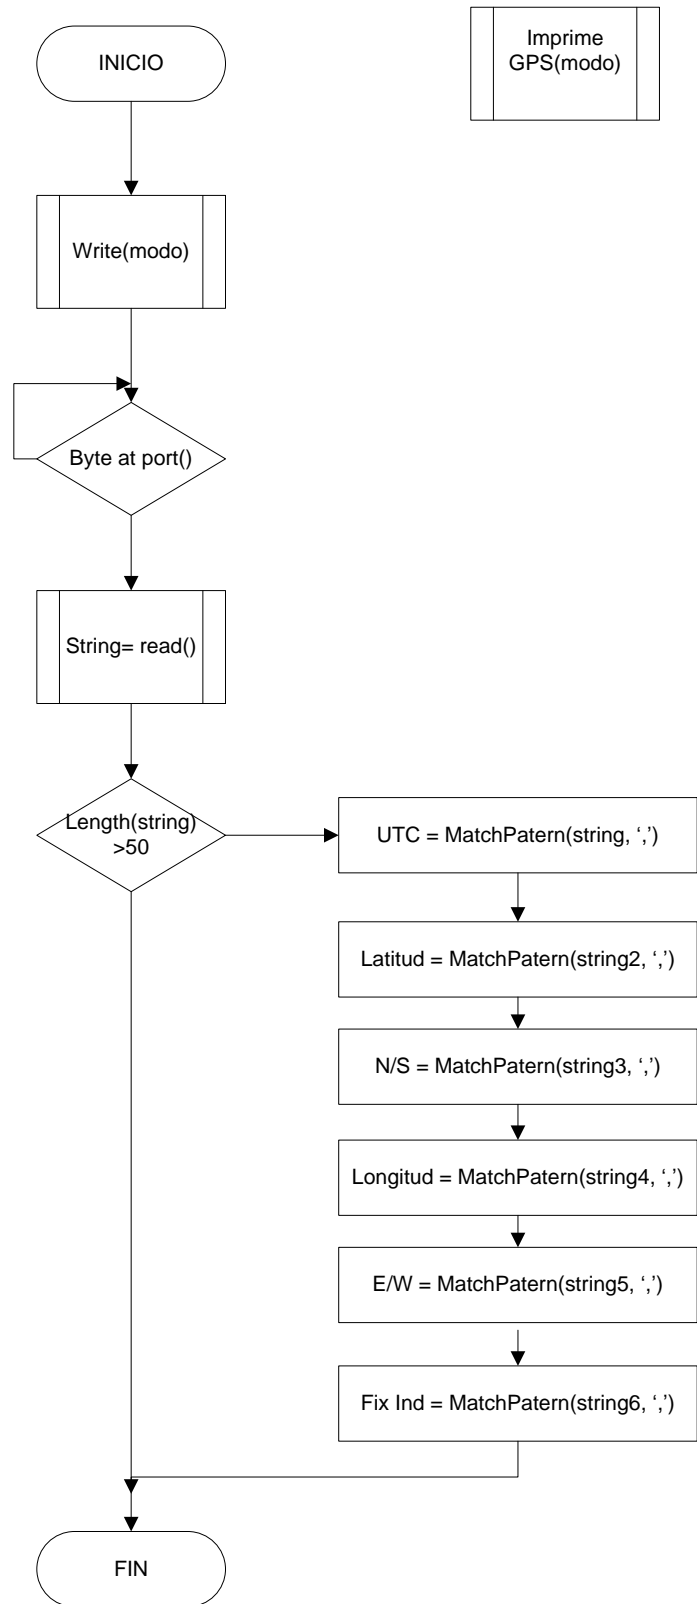 INICIO
Imprime
GPS(modo)
Write(modo)
Byte at port()
String= read()
Length(string)
>50
UTC = MatchPatern(string, ‘,’)
Latitud = MatchPatern(string2, ‘,’)
N/S = MatchPatern(string3, ‘,’)
Longitud = MatchPatern(string4, ‘,’)
E/W = MatchPatern(string5, ‘,’)
Fix Ind = MatchPatern(string6, ‘,’)
FIN